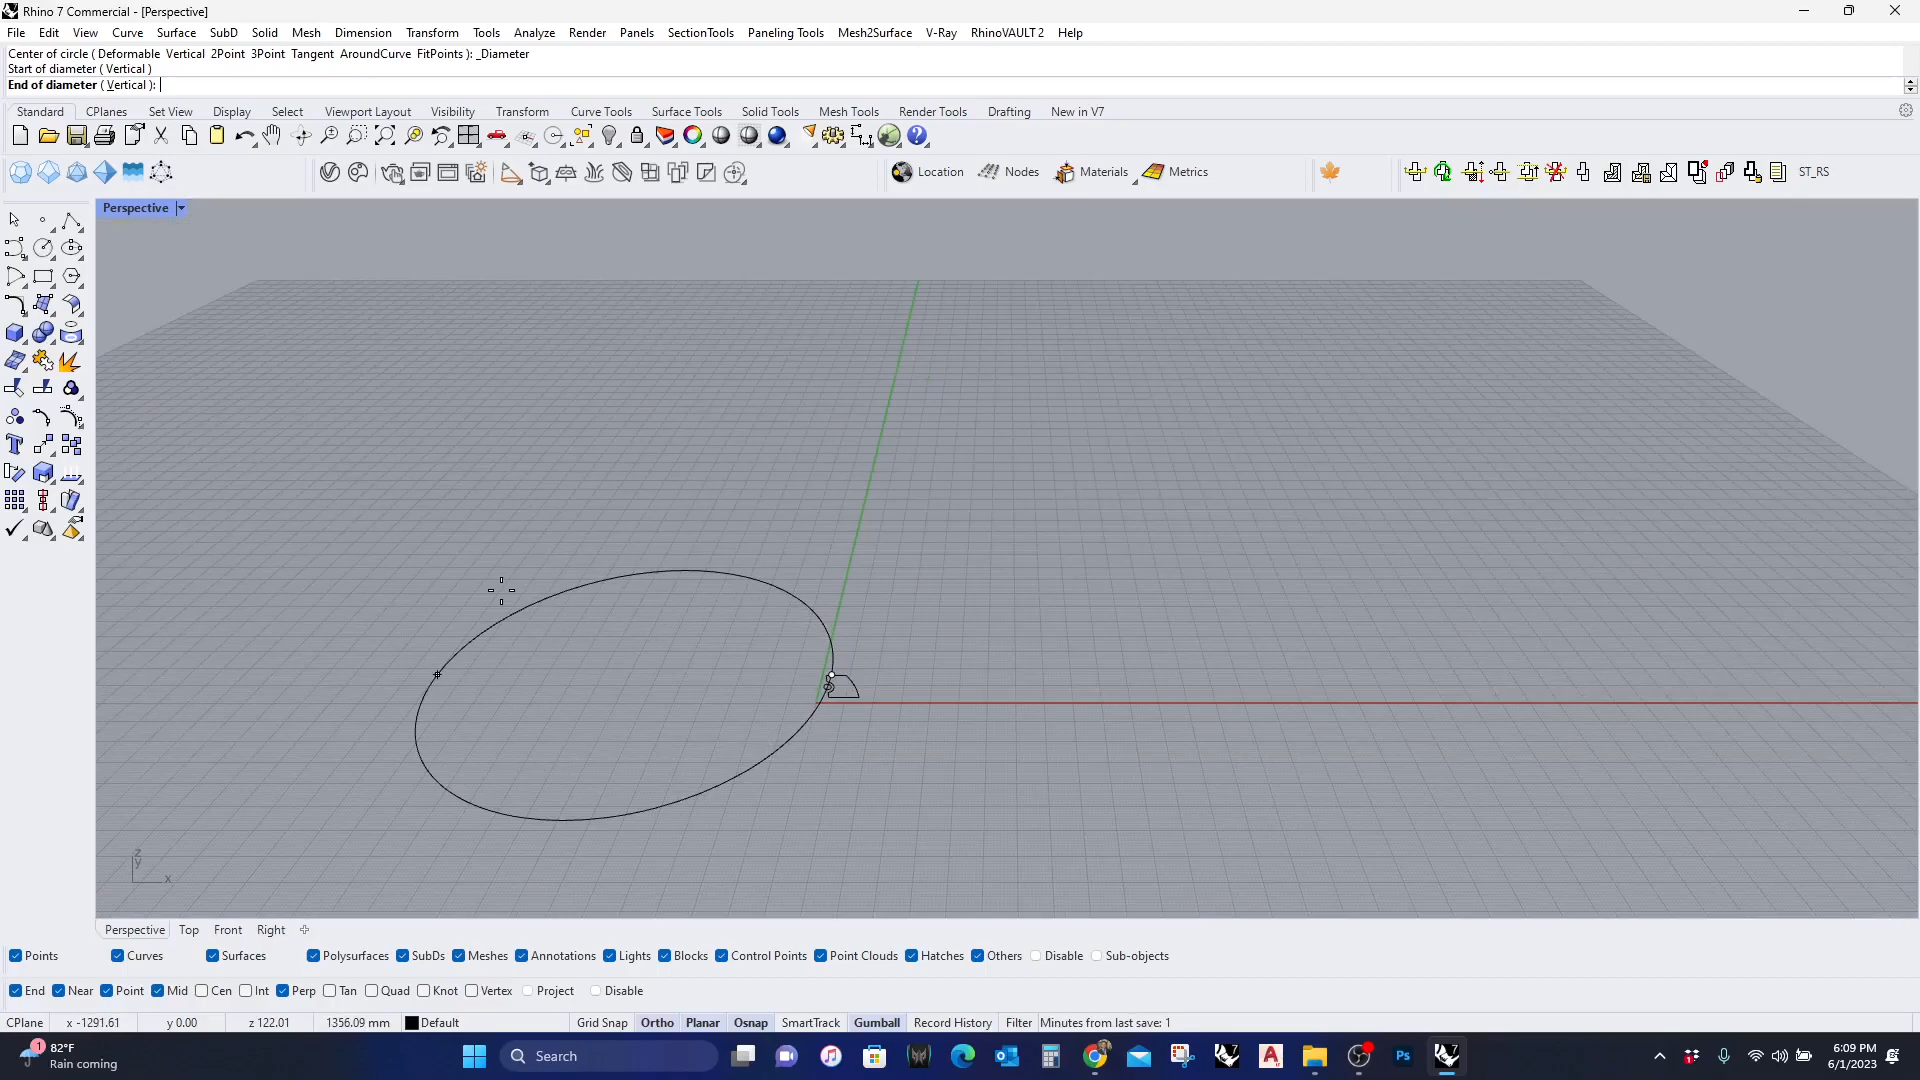 Rhino 7 Commercial - [Perspective]
File Edit View Curve Surface SubD Solid Mesh Dimension Transform Tools Analyze Render Panels SectionTools Paneling Tools Mesh2Surface V-Ray RhinoVAULT 2 Help
Center of circle ( Deformable Vertical 2Point 3Point Tangent AroundCurve FitPoints ): _Diameter
Start of diameter ( Vertical )
End of diameter ( Vertical ):
Standard CPlanes Set View Display Select Viewport Layout Visibility Transform Curve Tools Surface Tools Solid Tools Mesh Tools Render Tools Drafting New in V7
Location Nodes Materials Metrics ST_RS
Perspective
z
y
x
Perspective Top Front Right
Points Curves Surfaces Polysurfaces SubDs Meshes Annotations Lights Blocks Control Points Point Clouds Hatches Others Disable Sub-objects
End Near Point Mid Cen Int Perp Tan Quad Knot Vertex Project Disable
CPlane x -1291.61 y 0.00 z 122.01 1356.09 mm Default Grid Snap Ortho Planar Osnap SmartTrack Gumball Record History Filter Minutes from last save: 1
1 82°F
Rain coming
Search
Ps
6:09 PM
6/1/2023